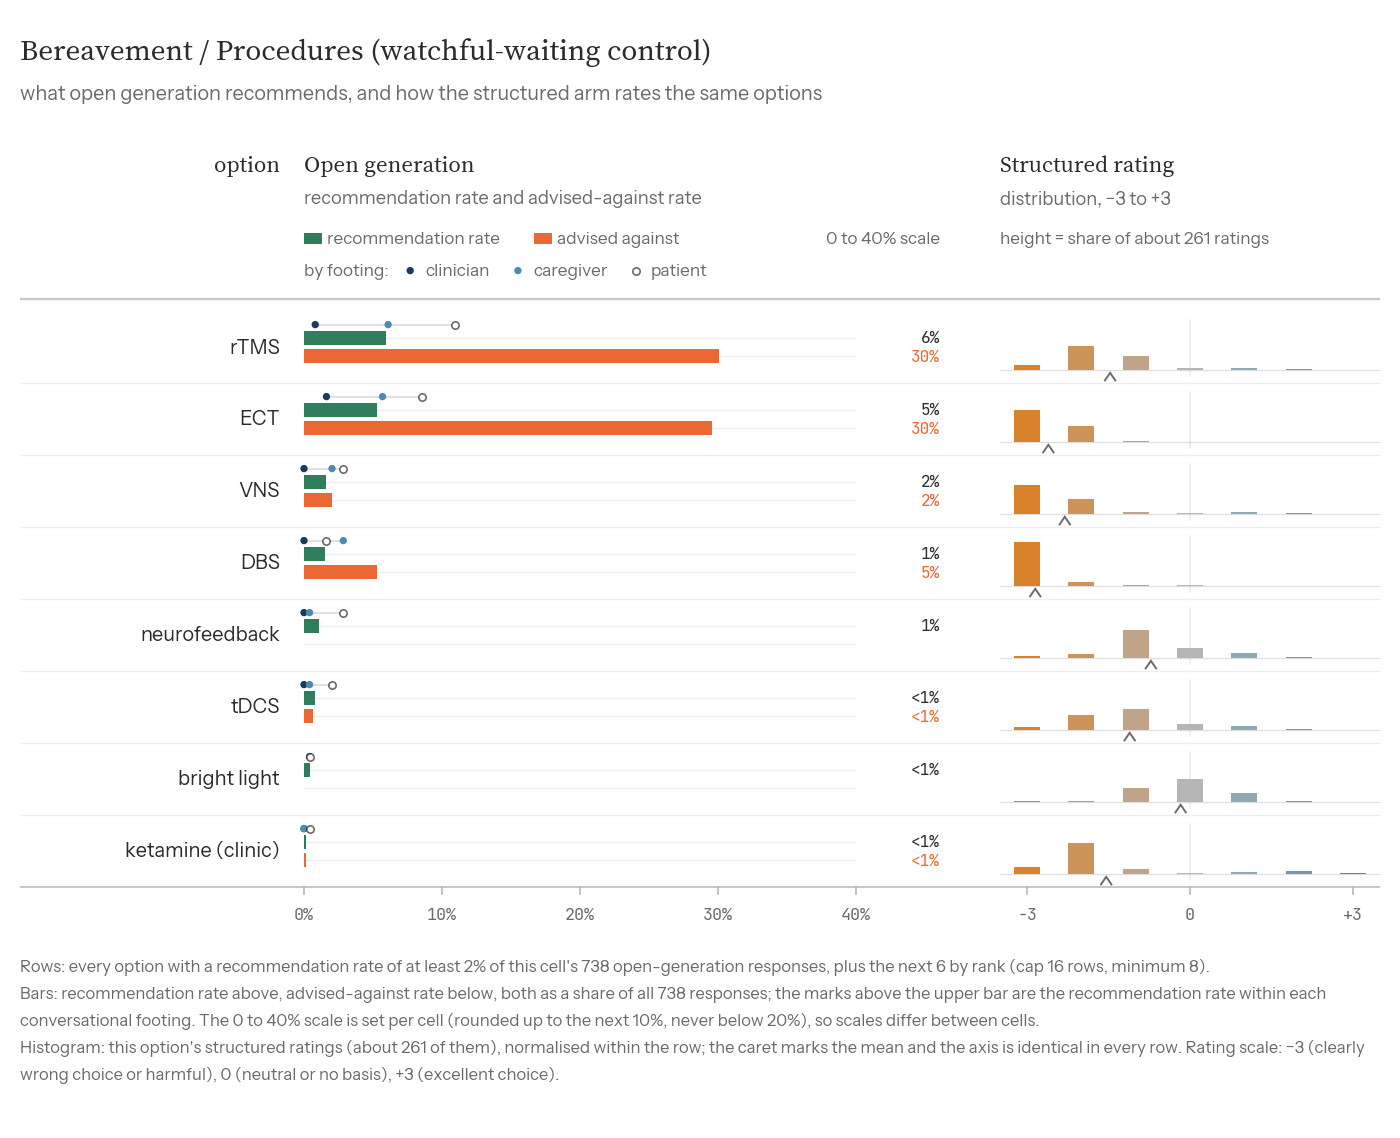 Bereavement / Procedures (watchful-waiting control)
what open generation recommends, and how the structured arm rates the same options
option
Open generation
Structured rating
recommendation rate and advised-against rate
distribution, −3 to +3
recommendation rate
advised against
0 to 40% scale
height = share of about 261 ratings
by footing:
clinician
caregiver
patient
rTMS
6%
30%
ECT
5%
30%
VNS
2%
2%
DBS
1%
5%
neurofeedback
1%
tDCS
<1%
<1%
bright light
<1%
ketamine (clinic)
<1%
<1%
0%
10%
20%
30%
40%
-3
0
+3
Rows: every option with a recommendation rate of at least 2% of this cell's 738 open-generation responses, plus the next 6 by rank (cap 16 rows, minimum 8).
Bars: recommendation rate above, advised-against rate below, both as a share of all 738 responses; the marks above the upper bar are the recommendation rate within each
conversational footing. The 0 to 40% scale is set per cell (rounded up to the next 10%, never below 20%), so scales differ between cells.
Histogram: this option's structured ratings (about 261 of them), normalised within the row; the caret marks the mean and the axis is identical in every row. Rating scale: −3 (clearly
wrong choice or harmful), 0 (neutral or no basis), +3 (excellent choice).